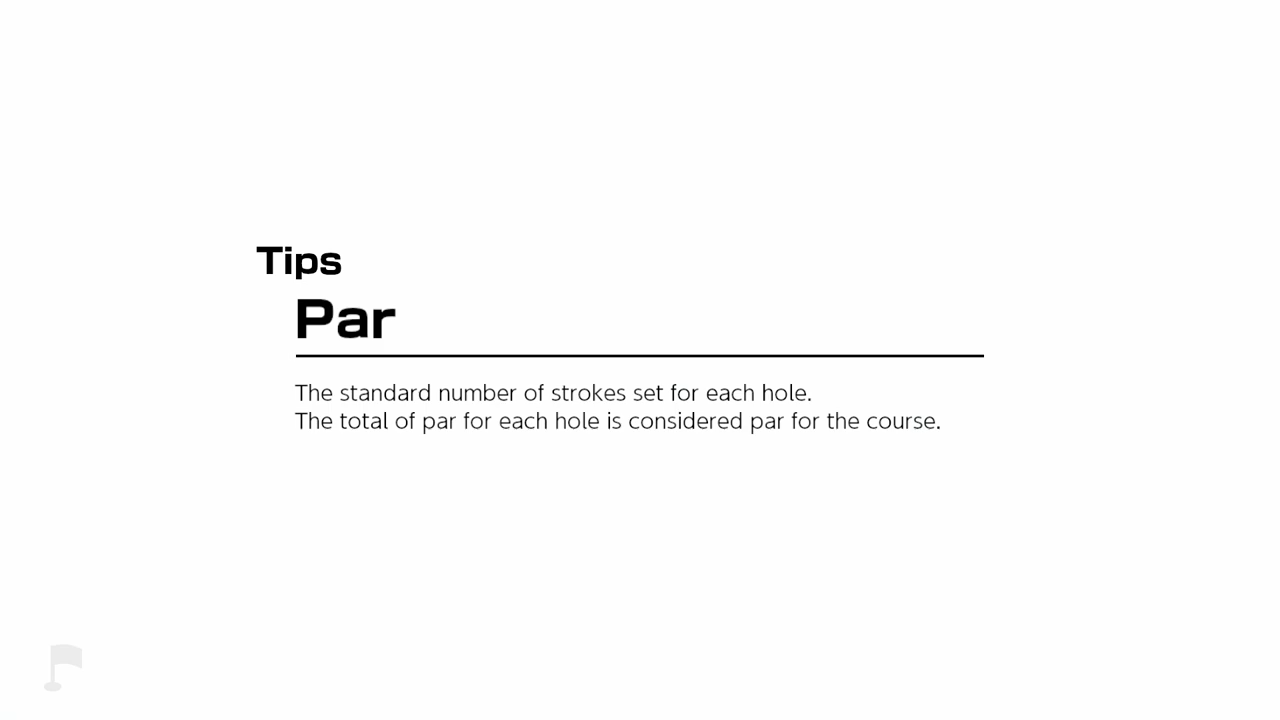 Tips
Par
The standard number of strokes set for each hole.
The total of par for each hole is considered par for the course.